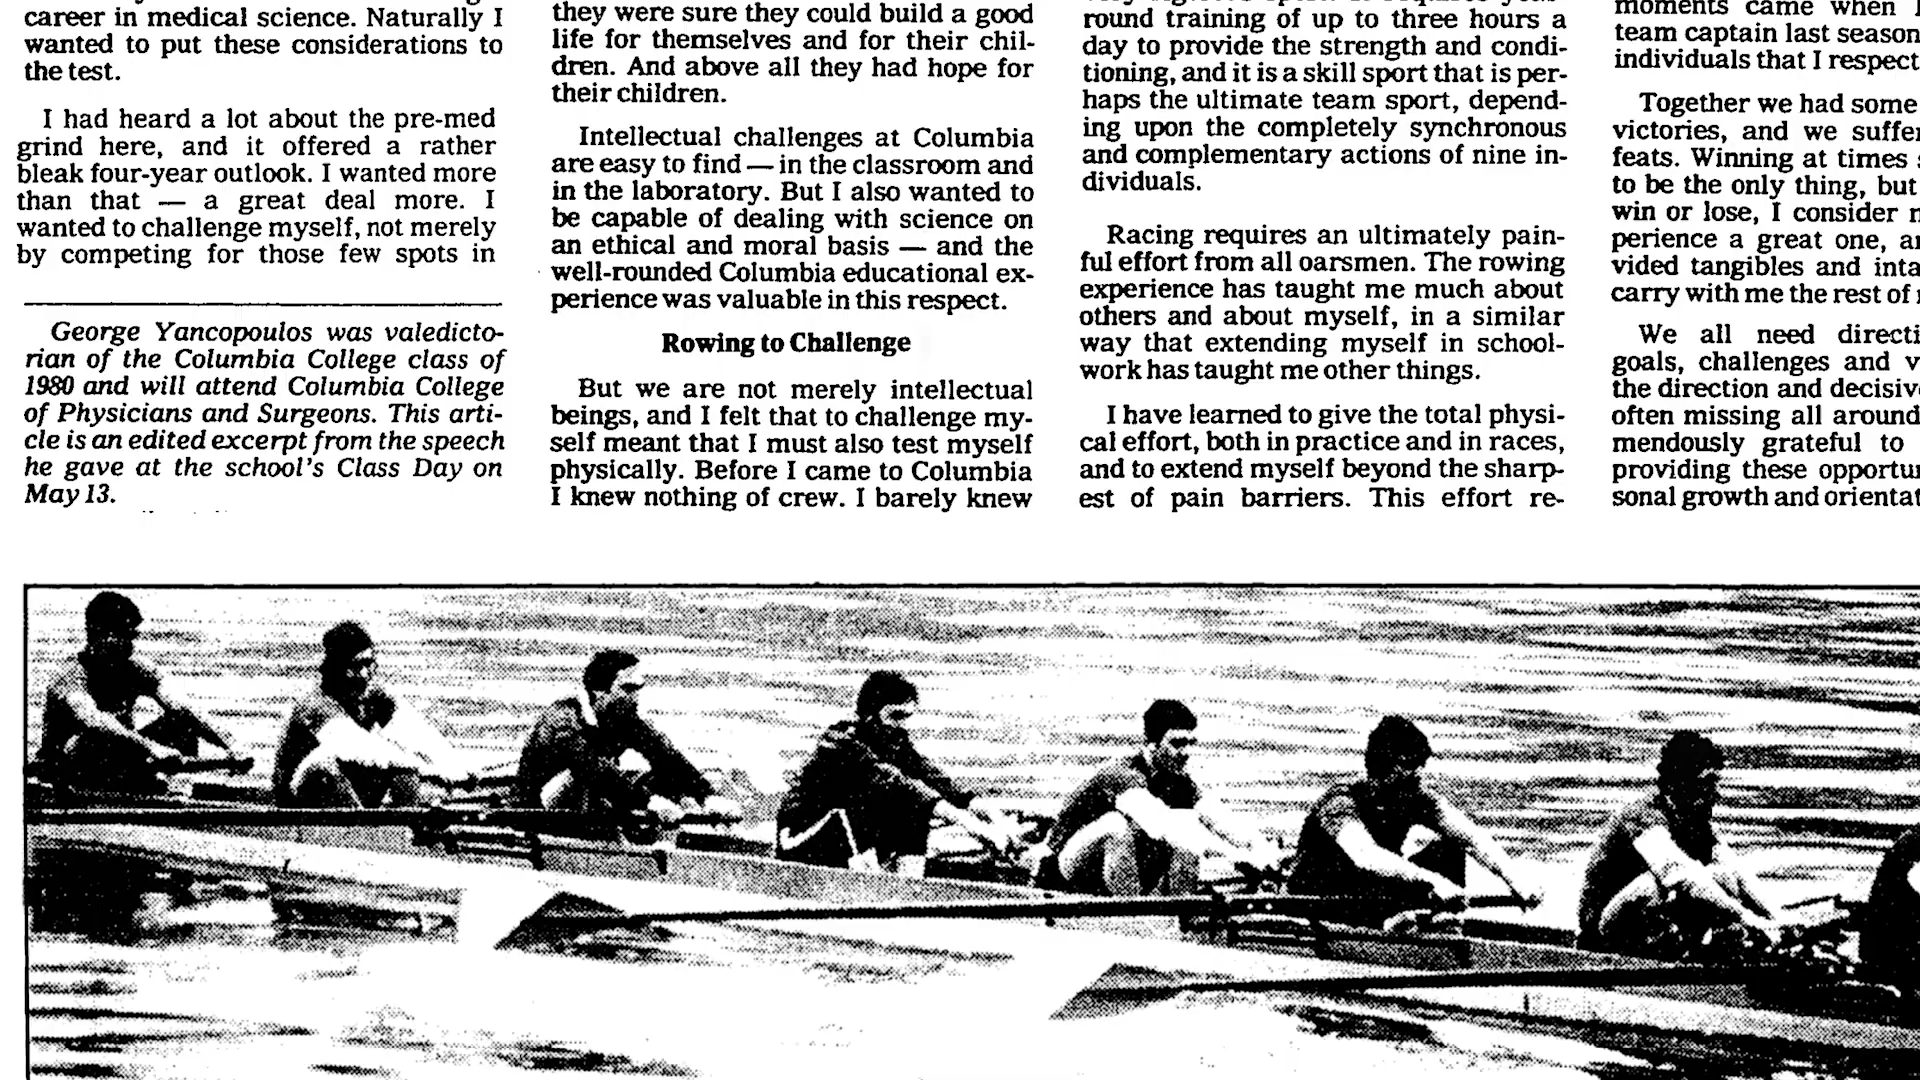 career in medical science. Naturally I
wanted to put these considerations to
the test.
I had heard a lot about the pre-med
grind here, and it offered a rather
bleak four-year outlook. I wanted more
than that — a great deal more. I
wanted to challenge myself, not merely
by competing for those few spots in
George Yancopoulos was valedicto-
rian of the Columbia College class of
1980 and will attend Columbia College
of Physicians and Surgeons. This arti-
cle is an edited excerpt from the speech
he gave at the school's Class Day on
May 13.
they were sure they could build a good
life for themselves and for their chil-
dren. And above all they had hope for
their children.
Intellectual challenges at Columbia
are easy to find — in the classroom and
in the laboratory. But I also wanted to
be capable of dealing with science on
an ethical and moral basis — and the
well-rounded Columbia educational ex-
perience was valuable in this respect.
Rowing to Challenge
But we are not merely intellectual
beings, and I felt that to challenge my-
self meant that I must also test myself
physically. Before I came to Columbia
I knew nothing of crew. I barely knew
round training of up to three hours a
day to provide the strength and condi-
tioning, and it is a skill sport that is per-
haps the ultimate team sport, depend-
ing upon the completely synchronous
and complementary actions of nine in-
dividuals.
Racing requires an ultimately pain-
ful effort from all oarsmen. The rowing
experience has taught me much about
others and about myself, in a similar
way that extending myself in school-
work has taught me other things.
I have learned to give the total physi-
cal effort, both in practice and in races,
and to extend myself beyond the sharp-
est of pain barriers. This effort re-
moments came when
team captain last season
individuals that I respect
Together we had some
victories, and we suffer
feats. Winning at times
to be the only thing, but
win or lose, I consider
perience a great one,
vided tangibles and inta
carry with me the rest of
We all need directi
goals, challenges and v
the direction and decisiv
often missing all around
mendously grateful to
providing these opportu
sonal growth and orientat